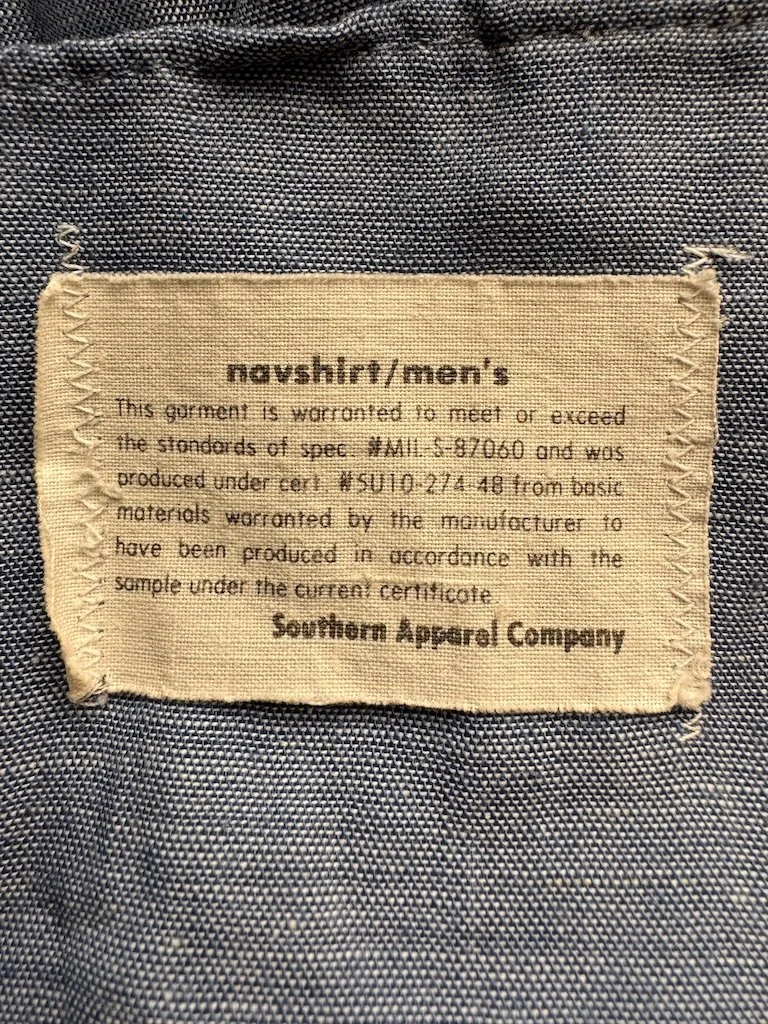 navshirt/men's
This garment is warranted to meet or exceed
the standards of spec. #MIL-S-87060 and was
produced under cert. #5U10-274-48 from basic
materials warranted by the manufacturer to
have been produced in accordance with the
sample under the current certificate.
Southern Apparel Company